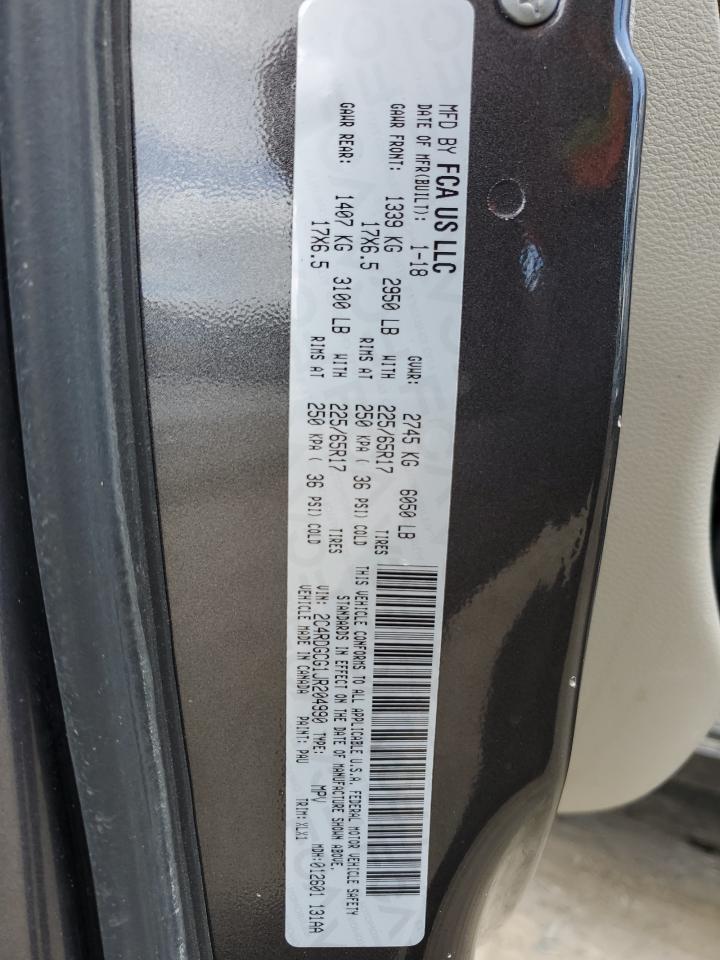 MFD BY FCA US LLC
DATE OF MFR(BUILT): 1-18 GVWR: 2745 KG 6050 LB
GAWR FRONT: 1339 KG 2950 LB WITH 225/65R17 TIRES
17X6.5 RIMS AT 250 KPA ( 36 PSI) COLD
GAWR REAR: 1407 KG 3100 LB WITH 225/65R17 TIRES
17X6.5 RIMS AT 250 KPA ( 36 PSI) COLD
THIS VEHICLE CONFORMS TO ALL APPLICABLE U.S.A. FEDERAL MOTOR VEHICLE SAFETY
STANDARDS IN EFFECT ON THE DATE OF MANUFACTURE SHOWN ABOVE.
VIN: 2C4RDGCG1JR204990 TYPE: MPV MDH:012601 131AA
VEHICLE MADE IN CANADA PAINT: PAU TRIM:XLX1